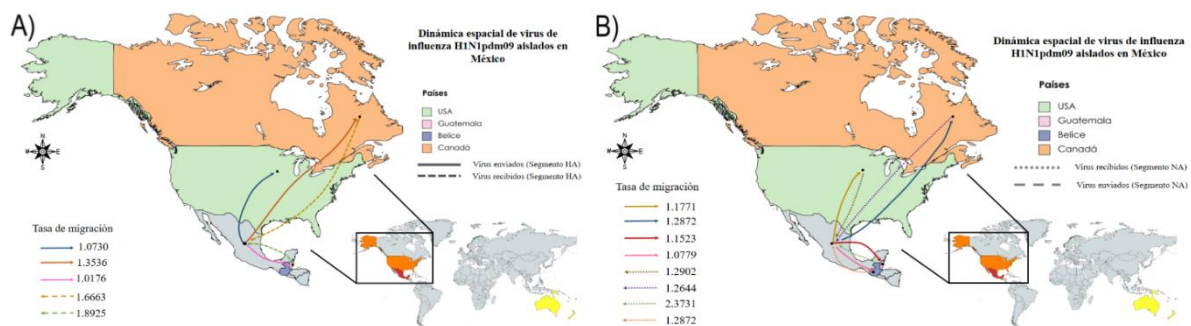 A)
Dinámica espacial de virus de
influenza H1N1pdm09 aislados en
México
Países
USA
Guatemala
Belice
Canadá
N
W
E
S
Virus enviados (Segmento HA)
Virus recibidos (Segmento HA)
Tasa de migración
1.0730
1.3536
1.0176
1.6663
1.8925
B)
Dinámica espacial de virus de influenza
H1N1pdm09 aislados en México
Países
USA
Guatemala
Belice
Canadá
N
W
E
S
Virus recibidos (Segmento NA)
Virus enviados (Segmento NA)
Tasa de migración
1.1771
1.2872
1.1523
1.0779
1.2902
1.2644
2.3731
1.2872